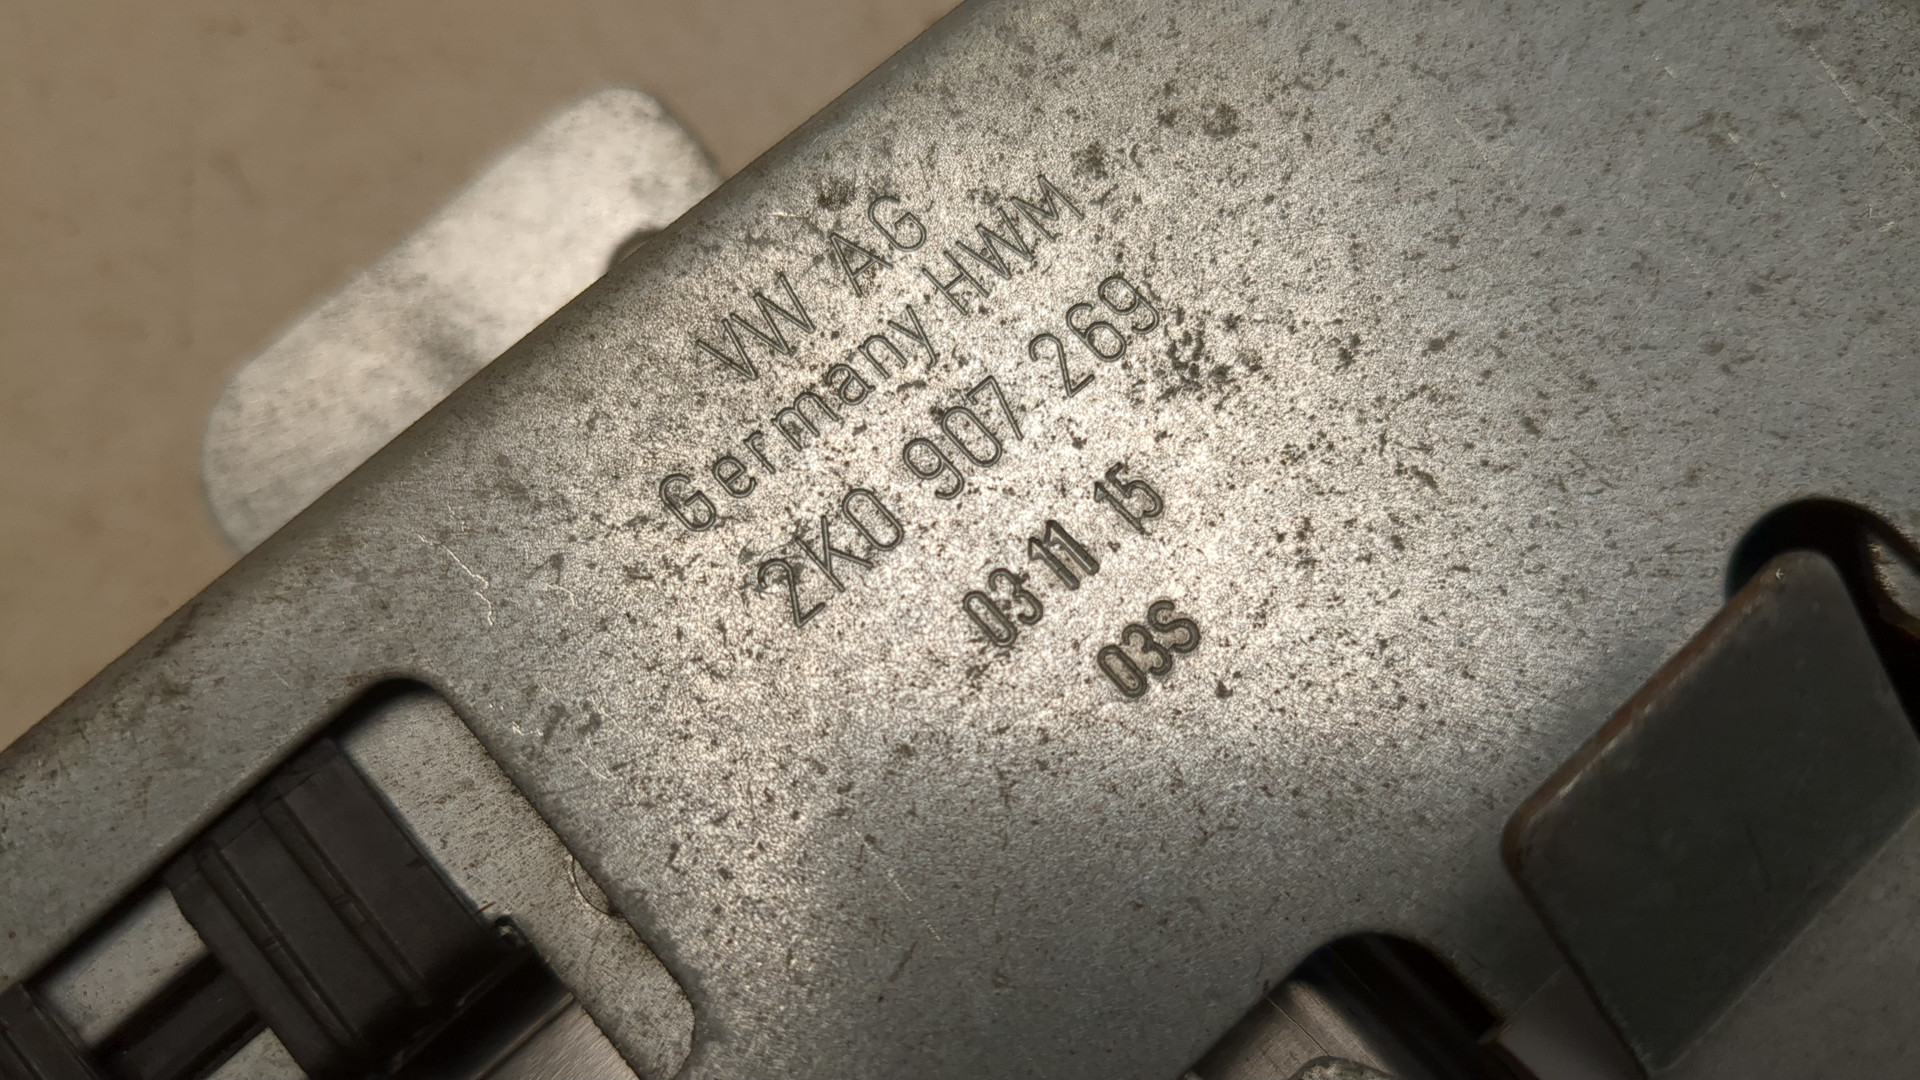 VW AG
Germany HWM
2K0 907 269
03 11 15
03S